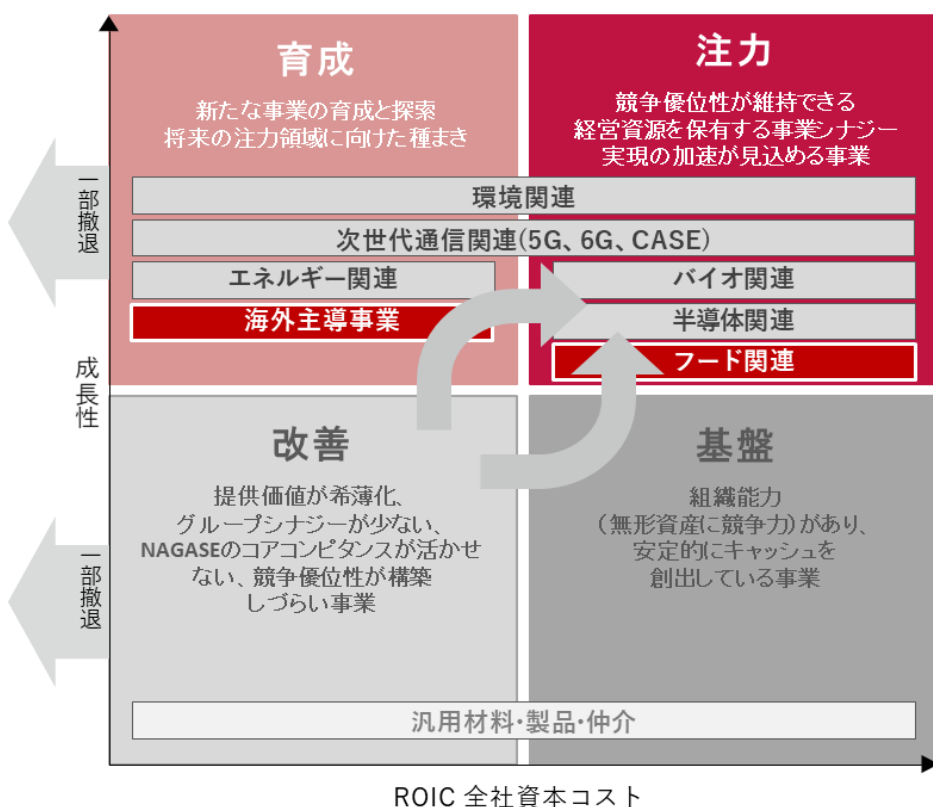 育成
新たな事業の育成と探索
将来の注力領域に向けた種まき
注力
競争優位性が維持できる
経営資源を保有する事業シナジー
実現の加速が見込める事業
一部撤退
環境関連
次世代通信関連(5G、6G、CASE)
エネルギー関連
バイオ関連
海外主導事業
半導体関連
フード関連
成長性
改善
提供価値が希薄化、
グループシナジーが少ない、
NAGASEのコアコンピタンスが活かせ
ない、競争優位性が構築
しづらい事業
基盤
組織能力
（無形資産に競争力）があり、
安定的にキャッシュを
創出している事業
一部撤退
汎用材料・製品・仲介
ROIC 全社資本コスト